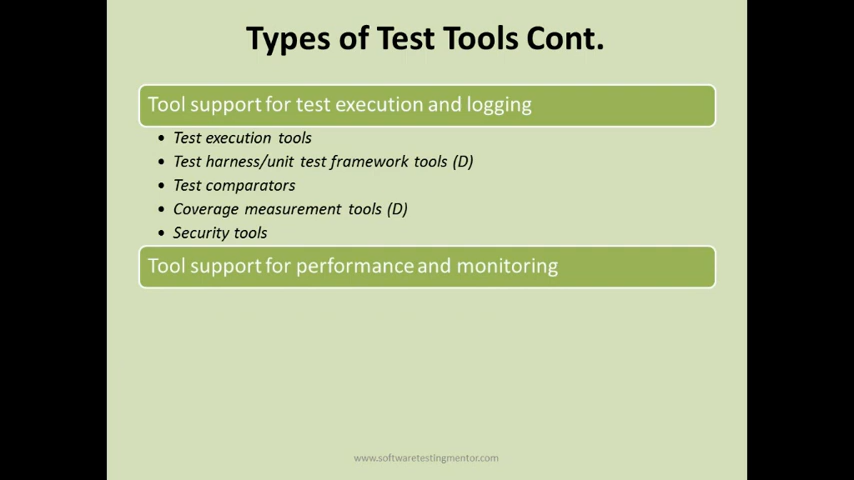 Types of Test Tools Cont.
Tool support for test execution and logging
• Test execution tools
• Test harness/unit test framework tools (D)
• Test comparators
• Coverage measurement tools (D)
• Security tools
Tool support for performance and monitoring
www.softwaretestingmentor.com